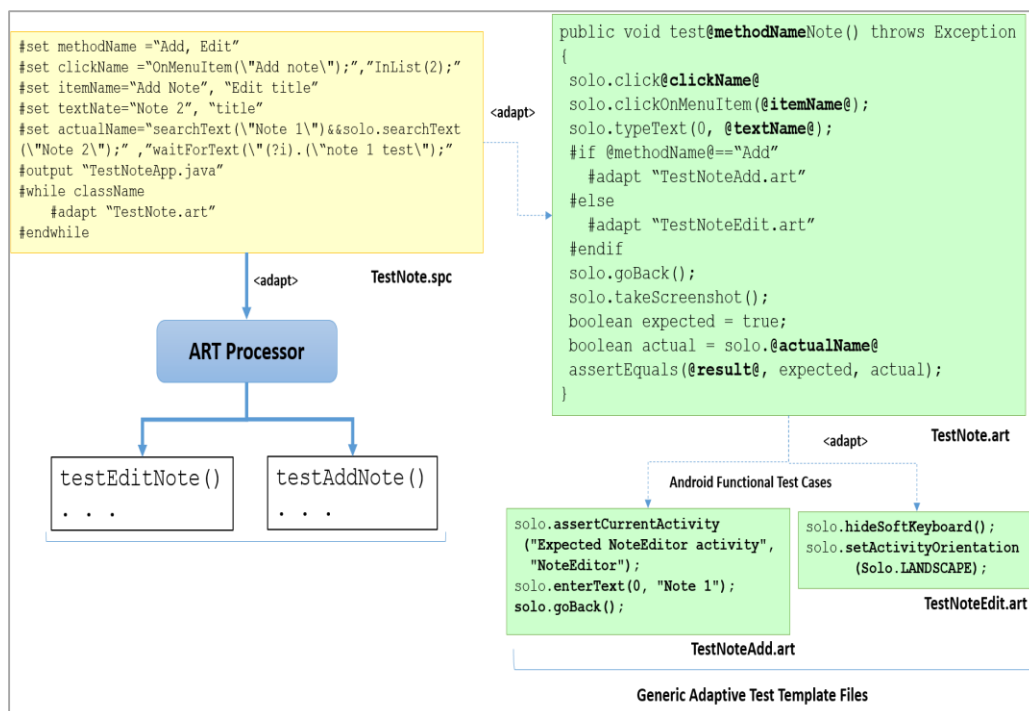 #set methodName =“Add, Edit”
#set clickName =“OnMenuItem(\"Add note\");”,”InList(2);”
#set itemName=“Add Note”, “Edit title”
#set textNate=“Note 2”, “title”
#set actualName=“searchText(\"Note 1\")&&solo.searchText
(\"Note 2\");” ,”waitForText(\"(?i).(\“note 1 test\");”
#output “TestNoteApp.java”
#while className
#adapt “TestNote.art”
#endwhile
TestNote.spc
<adapt>
<adapt>
ART Processor
testEditNote()
. . .
testAddNote()
. . .
public void test@methodNameNote() throws Exception
{
solo.click@clickName@
solo.clickOnMenuItem(@itemName@);
solo.typeText(0, @textName@);
#if @methodName@==“Add”
#adapt “TestNoteAdd.art”
#else
#adapt “TestNoteEdit.art”
#endif
solo.goBack();
solo.takeScreenshot();
boolean expected = true;
boolean actual = solo.@actualName@
assertEquals(@result@, expected, actual);
}
TestNote.art
<adapt>
Android Functional Test Cases
solo.assertCurrentActivity
("Expected NoteEditor activity",
"NoteEditor");
solo.enterText(0, "Note 1");
solo.goBack();
TestNoteAdd.art
solo.hideSoftKeyboard();
solo.setActivityOrientation
(Solo.LANDSCAPE);
TestNoteEdit.art
Generic Adaptive Test Template Files